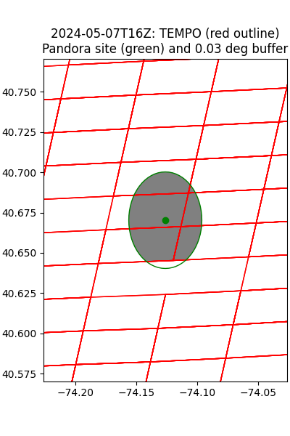 2024-05-07T16Z: TEMPO (red outline)
Pandora site (green) and 0.03 deg buffer
40.750
40.725
40.700
40.675
40.650
40.625
40.600
40.575
−74.20 −74.15 −74.10 −74.05